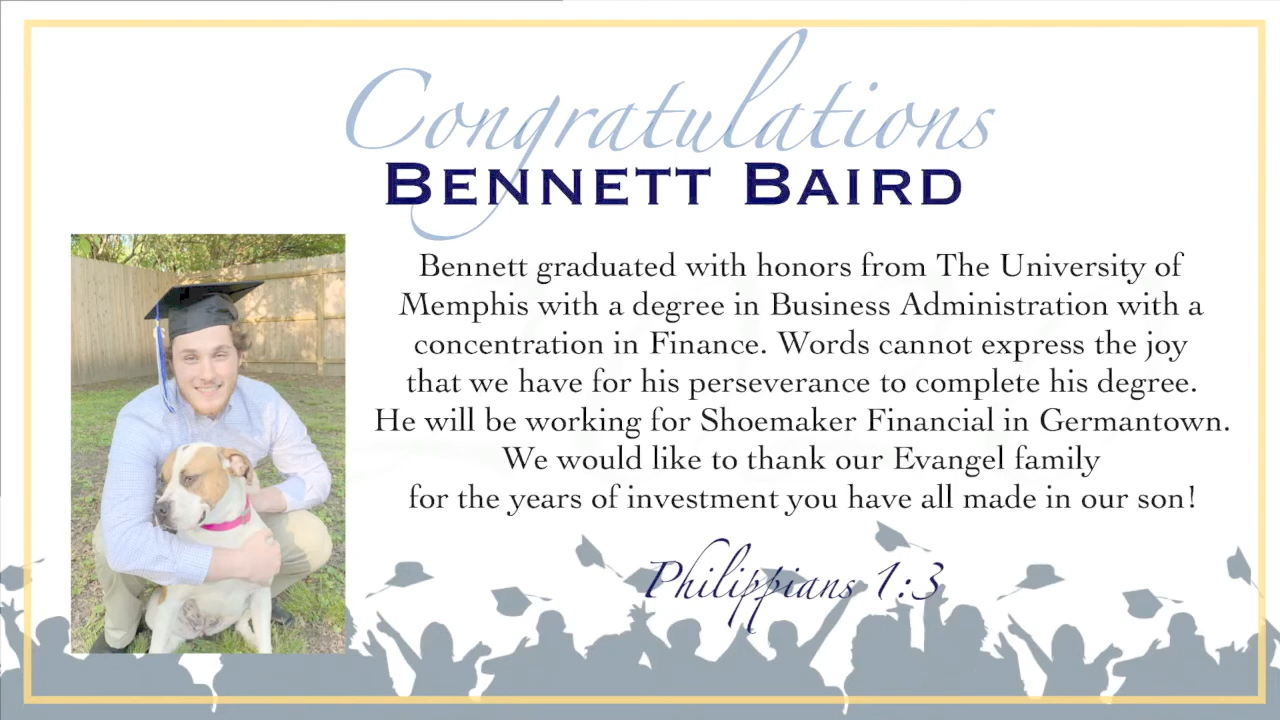 Congratulations
BENNETT BAIRD
Bennett graduated with honors from The University of
Memphis with a degree in Business Administration with a
concentration in Finance. Words cannot express the joy
that we have for his perseverance to complete his degree.
He will be working for Shoemaker Financial in Germantown.
We would like to thank our Evangel family
for the years of investment you have all made in our son!
Philippians 1:3